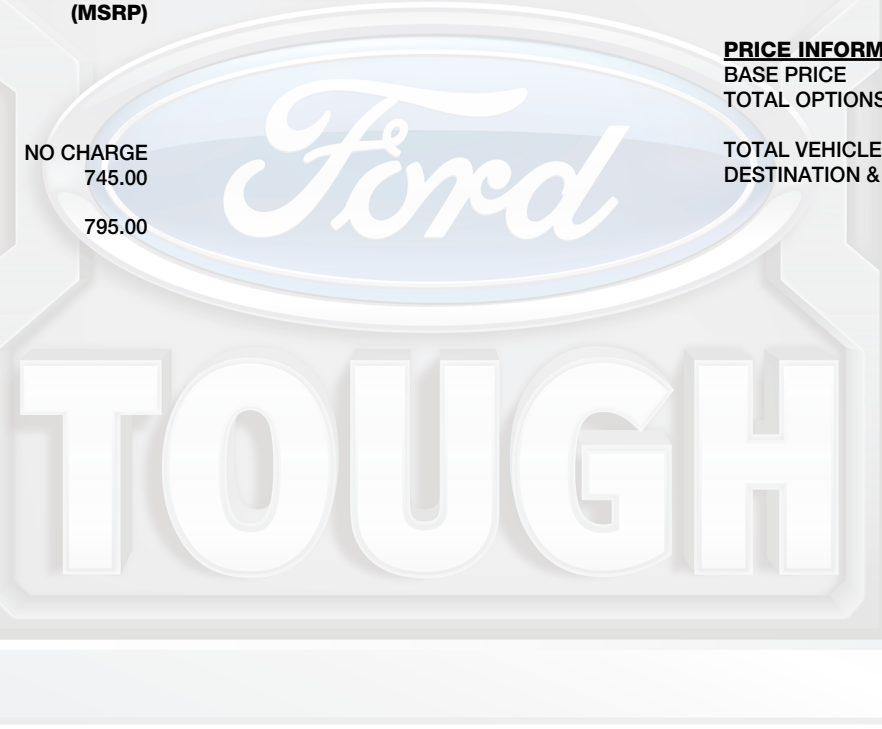 (MSRP)
NO CHARGE
745.00
795.00
PRICE INFORM
BASE PRICE
TOTAL OPTIONS
TOTAL VEHICLE
DESTINATION &
Ford
TOUGH